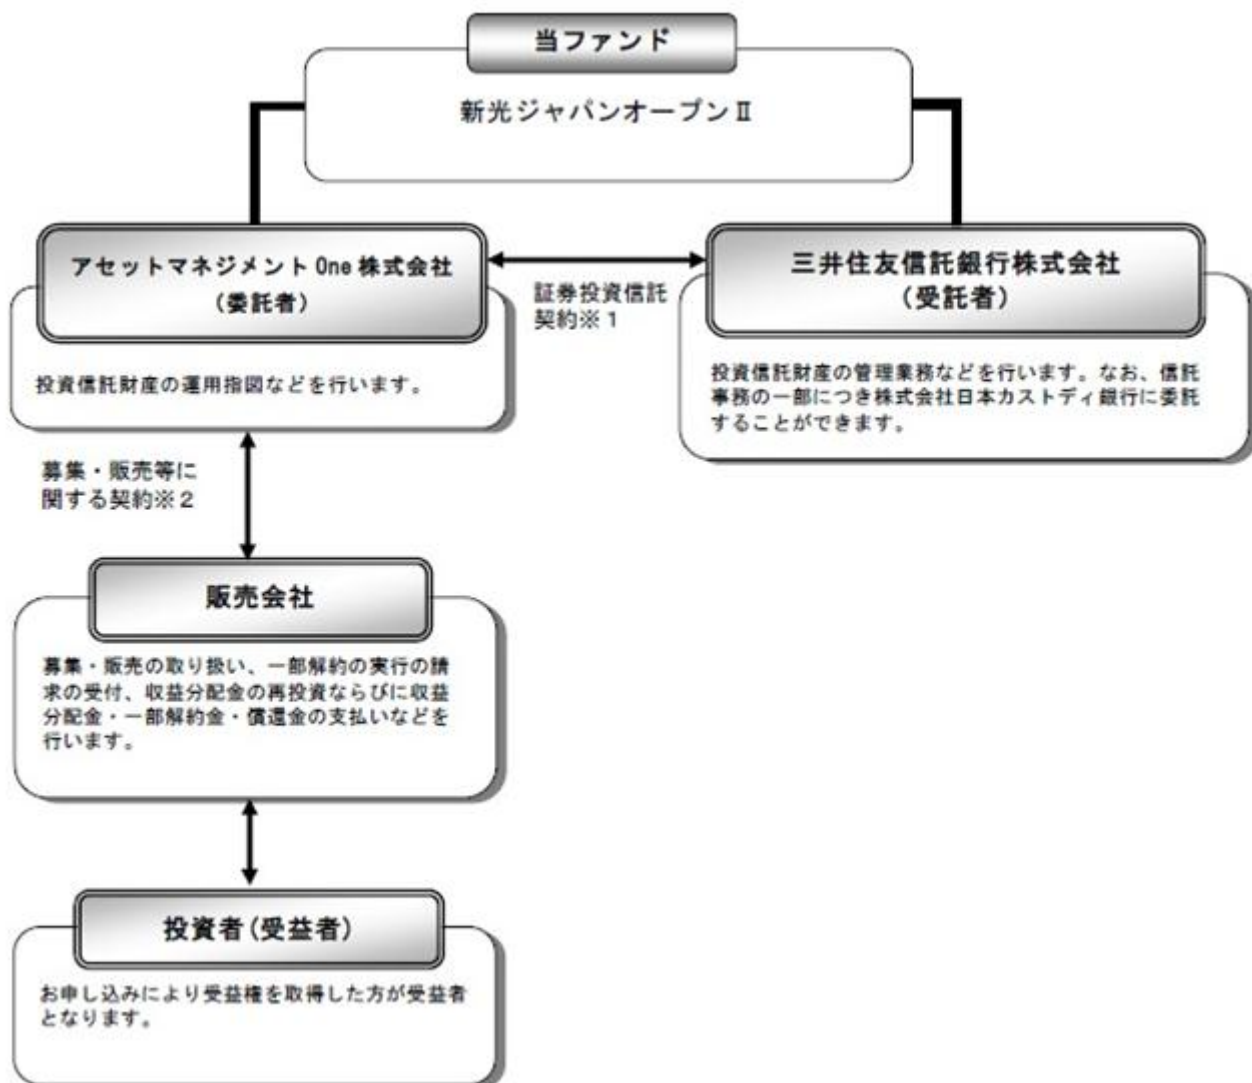 当ファンド
新光ジャパンオープンⅡ
アセットマネジメント One 株式会社
（委託者）
投資信託財産の運用指図などを行います。
証券投資信託
契約※１
三井住友信託銀行株式会社
（受託者）
投資信託財産の管理業務などを行います。なお、信託
事務の一部につき株式会社日本カストディ銀行に委託
することができます。
募集・販売等に
関する契約※２
販売会社
募集・販売の取り扱い、一部解約の実行の請
求の受付、収益分配金の再投資ならびに収益
分配金・一部解約金・償還金の支払いなどを
行います。
投資者(受益者)
お申し込みにより受益権を取得した方が受益者
となります。